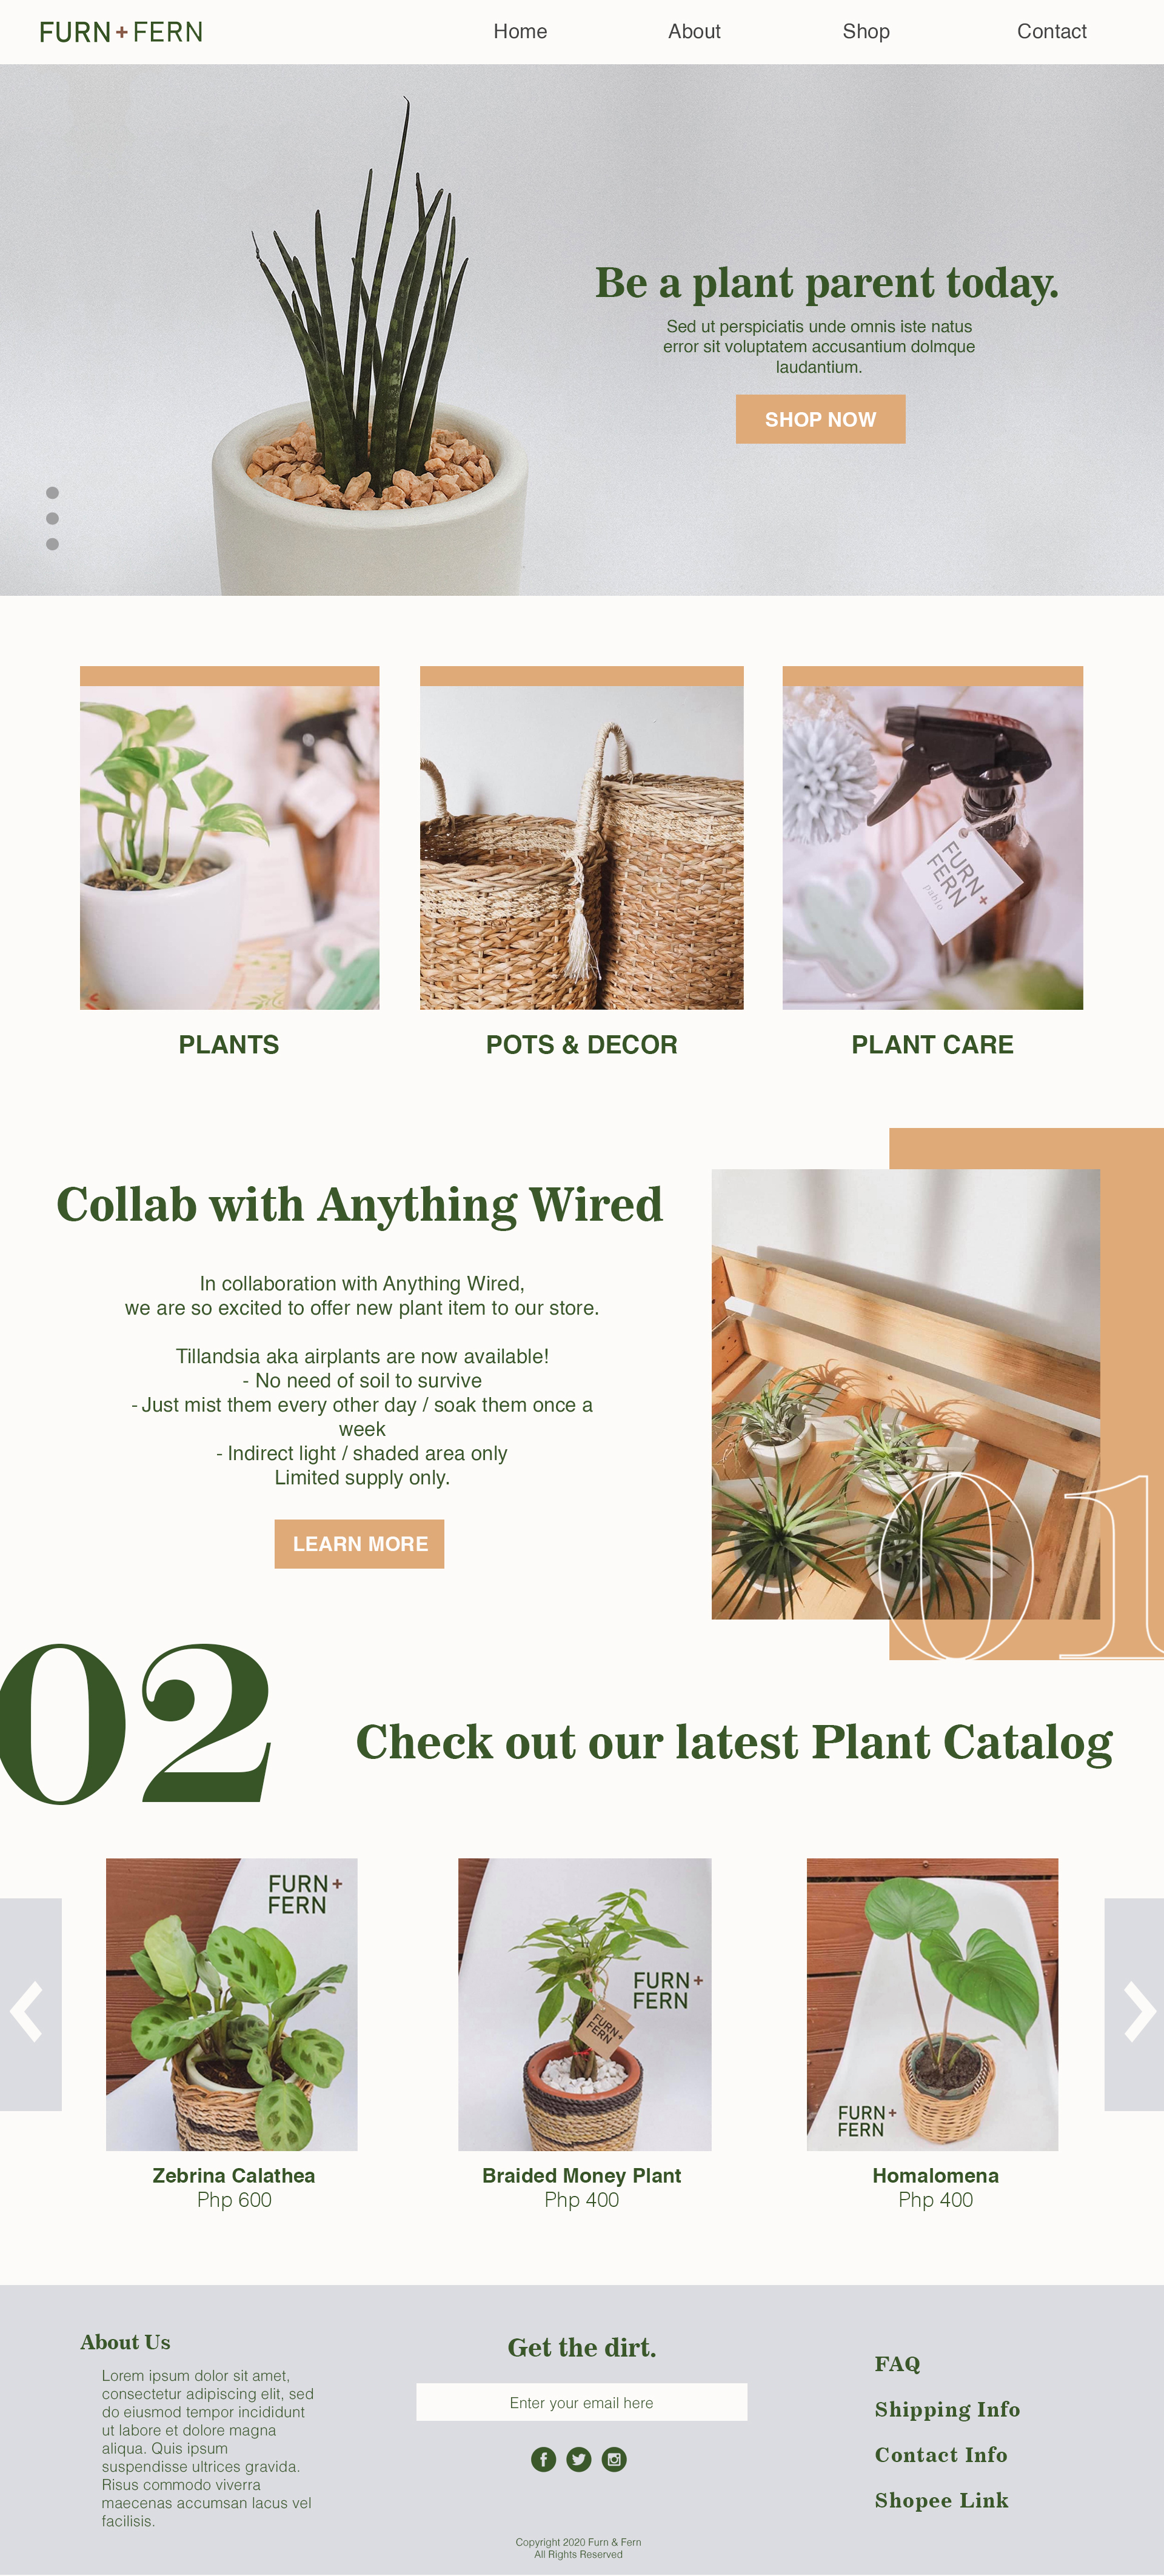 FURN + FERN
Home
About
Shop
Contact
Be a plant parent today.
Sed ut perspiciatis unde omnis iste natus
error sit voluptatem accusantium dolmque
laudantium.
SHOP NOW
FURN
FERN +
pablo
PLANTS
POTS & DECOR
PLANT CARE
Collab with Anything Wired
In collaboration with Anything Wired,
we are so excited to offer new plant item to our store.
Tillandsia aka airplants are now available!
- No need of soil to survive
- Just mist them every other day / soak them once a
week
- Indirect light / shaded area only
Limited supply only.
LEARN MORE
01
02
Check out our latest Plant Catalog
FURN +
FERN
FURN +
FERN
FURN +
FERN
FURN +
FERN
Zebrina Calathea
Php 600
Braided Money Plant
Php 400
Homalomena
Php 400
About Us
Lorem ipsum dolor sit amet,
consectetur adipiscing elit, sed
do eiusmod tempor incididunt
ut labore et dolore magna
aliqua. Quis ipsum
suspendisse ultrices gravida.
Risus commodo viverra
maecenas accumsan lacus vel
facilisis.
Get the dirt.
Enter your email here
Copyright 2020 Furn & Fern
All Rights Reserved
FAQ
Shipping Info
Contact Info
Shopee Link